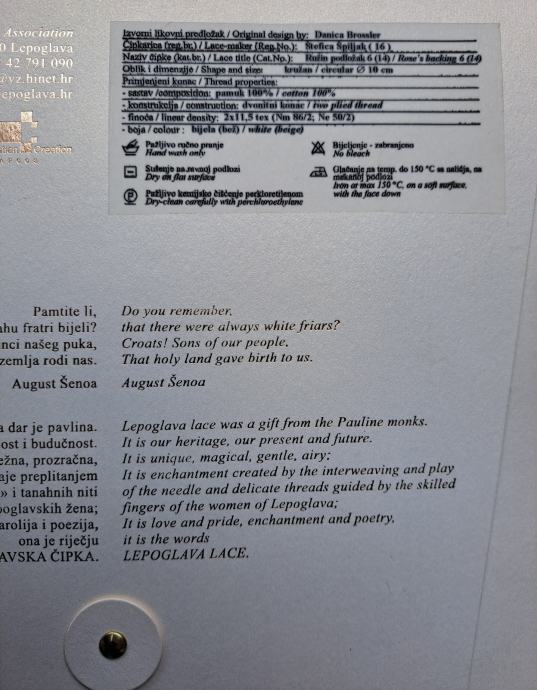 Association
0 Lepoglava
42 791 090
@vz.hinet.hr
epoglava.hr
Creation
Izvorni likovni predložak / Original design by: Danica Brossler
Čipkarica (reg.br.) / Lace-maker (Reg.No.): Štefica Špiljak ( 16 )
Naziv čipke (kat.br.) / Lace title (Cat.No.): Ružin podložak 6 (14) / Rose's backing 6 (14)
Oblik i dimenzije / Shape and size: kružan / circular ∅ 10 cm
Primijenjeni konac / Thread properties:
- sastav /composition: pamuk 100% / cotton 100%
- konstrukcija / construction: dvonitni konac / two plied thread
- finoća / linear density: 2x11,5 tex (Nm 86/2; Ne 50/2)
- boja / colour : bijela (bež) / white (beige)
Pažljivo ručno pranje
Hand wash only
Bijeljenje - zabranjeno
No bleach
Sušenje na ravnoj podlozi
Dry on flat surface
Glačanje na temp. do 150 °C sa naličja, na
mekanoj podlozi
Iron at max 150°C, on a soft surface,
with the face down
P
Pažljivo kemijsko čišćenje perkloretilenom
Dry-clean carefully with perchloroethylene
Pamtite li,
ahu fratri bijeli?
nci našeg puka,
zemlja rodi nas.
August Šenoa
Do you remember,
that there were always white friars?
Croats! Sons of our people,
That holy land gave birth to us.
August Šenoa
a dar je pavlina.
ost i budučnost.
ežna, prozračna,
aje preplitanjem
» i tanahnih niti
poglavskih žena;
arolija i poezija,
ona je riječju
AVSKA ČIPKA.
Lepoglava lace was a gift from the Pauline monks.
It is our heritage, our present and future.
It is unique, magical, gentle, airy;
It is enchantment created by the interweaving and play
of the needle and delicate threads guided by the skilled
fingers of the women of Lepoglava;
It is love and pride, enchantment and poetry,
it is the words
LEPOGLAVA LACE.